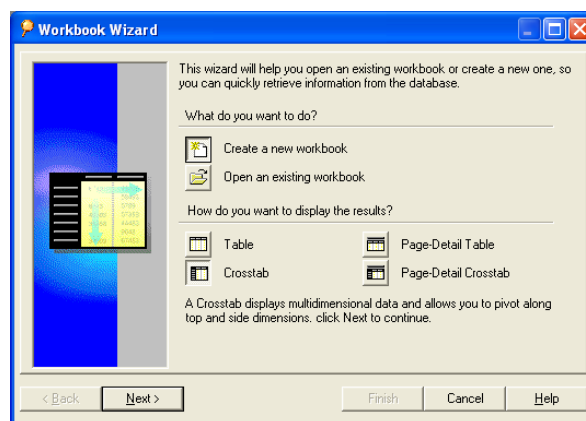 Workbook Wizard
This wizard will help you open an existing workbook or create a new one, so
you can quickly retrieve information from the database.
What do you want to do?
Create a new workbook
Open an existing workbook
How do you want to display the results?
Table
Page-Detail Table
Crosstab
Page-Detail Crosstab
A Crosstab displays multidimensional data and allows you to pivot along
top and side dimensions. click Next to continue.
< Back
Next >
Finish
Cancel
Help